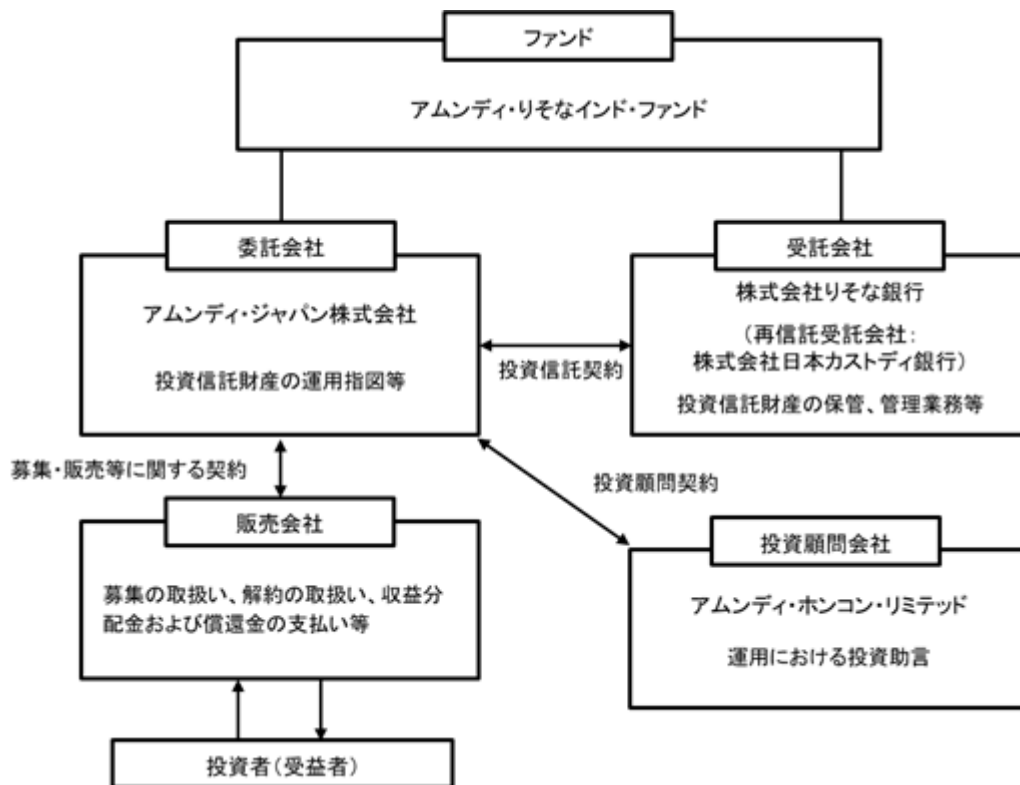 ファンド
アムンディ・りそなインド・ファンド
委託会社
アムンディ・ジャパン株式会社
投資信託財産の運用指図等
投資信託契約
受託会社
株式会社りそな銀行
（再信託受託会社：
株式会社日本カストディ銀行）
投資信託財産の保管、管理業務等
募集・販売等に関する契約
投資顧問契約
販売会社
募集の取扱い、解約の取扱い、収益分
配金および償還金の支払い等
投資顧問会社
アムンディ・ホンコン・リミテッド
運用における投資助言
投資者（受益者）